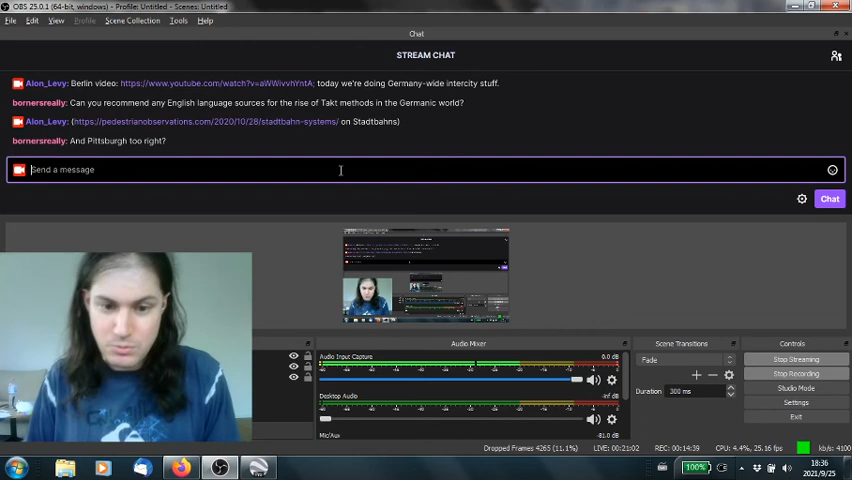 OBS 25.0.1 (64-bit, windows) - Profile: Untitled - Scenes: Untitled
File Edit View Profile Scene Collection Tools Help
Chat
STREAM CHAT
Alon_Levy: Berlin video: https://www.youtube.com/watch?v=aWWivvhYntA; today we're doing Germany-wide intercity stuff.
bornersreally: Can you recommend any English language sources for the rise of Takt methods in the Germanic world?
Alon_Levy: (https://pedestrianobservations.com/2020/10/28/stadtbahn-systems/ on Stadtbahns)
bornersreally: And Pittsburgh too right?
Send a message
Chat
Audio Mixer
Scene Transitions
Controls
Audio Input Capture 0.0 dB
Fade
Stop Streaming
Stop Recording
Duration 300 ms
Studio Mode
Desktop Audio -inf dB
Settings
Mic/Aux -81.0 dB
Exit
Dropped Frames 4265 (11.1%) LIVE: 00:21:02 REC: 00:14:39 CPU: 4.4%, 25.16 fps kb/s: 4100
100%
18:36
2021/9/25